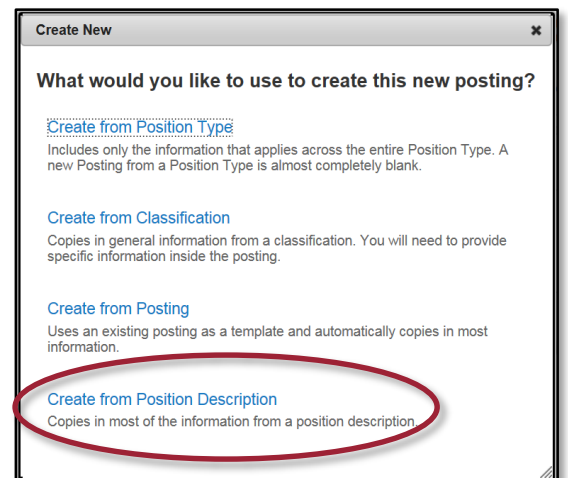 Create New
What would you like to use to create this new posting?
Create from Position Type
Includes only the information that applies across the entire Position Type. A
new Posting from a Position Type is almost completely blank.
Create from Classification
Copies in general information from a classification. You will need to provide
specific information inside the posting.
Create from Posting
Uses an existing posting as a template and automatically copies in most
information.
Create from Position Description
Copies in most of the information from a position description.